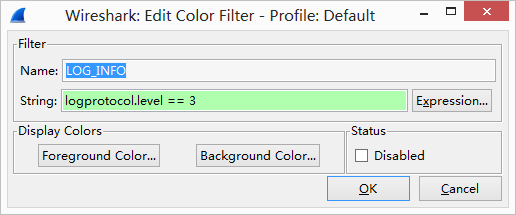 Wireshark: Edit Color Filter - Profile: Default
Filter
Name: LOG_INFO
String: logprotocol.level == 3 Expression...
Display Colors Status
Foreground Color... Background Color... Disabled
OK Cancel